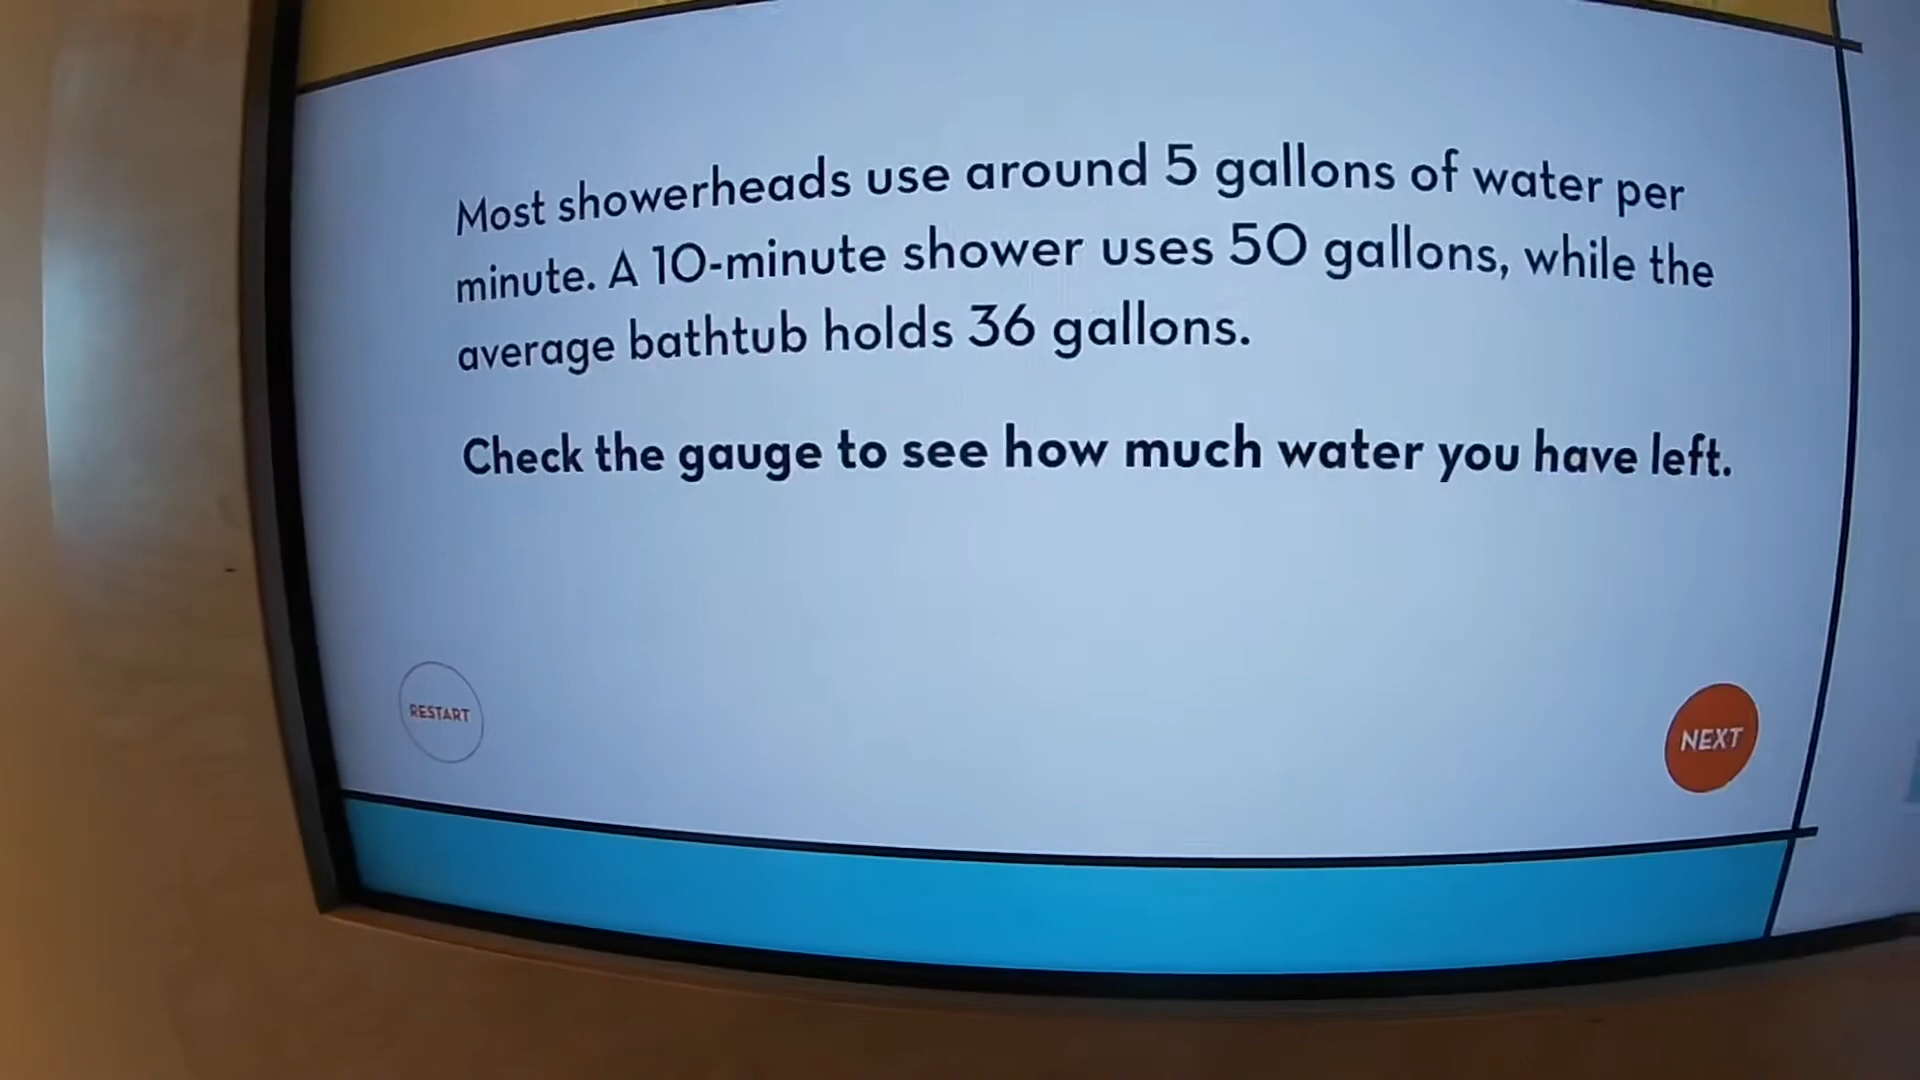 Most showerheads use around 5 gallons of water per
minute. A 10-minute shower uses 50 gallons, while the
average bathtub holds 36 gallons.
Check the gauge to see how much water you have left.
RESTART
NEXT